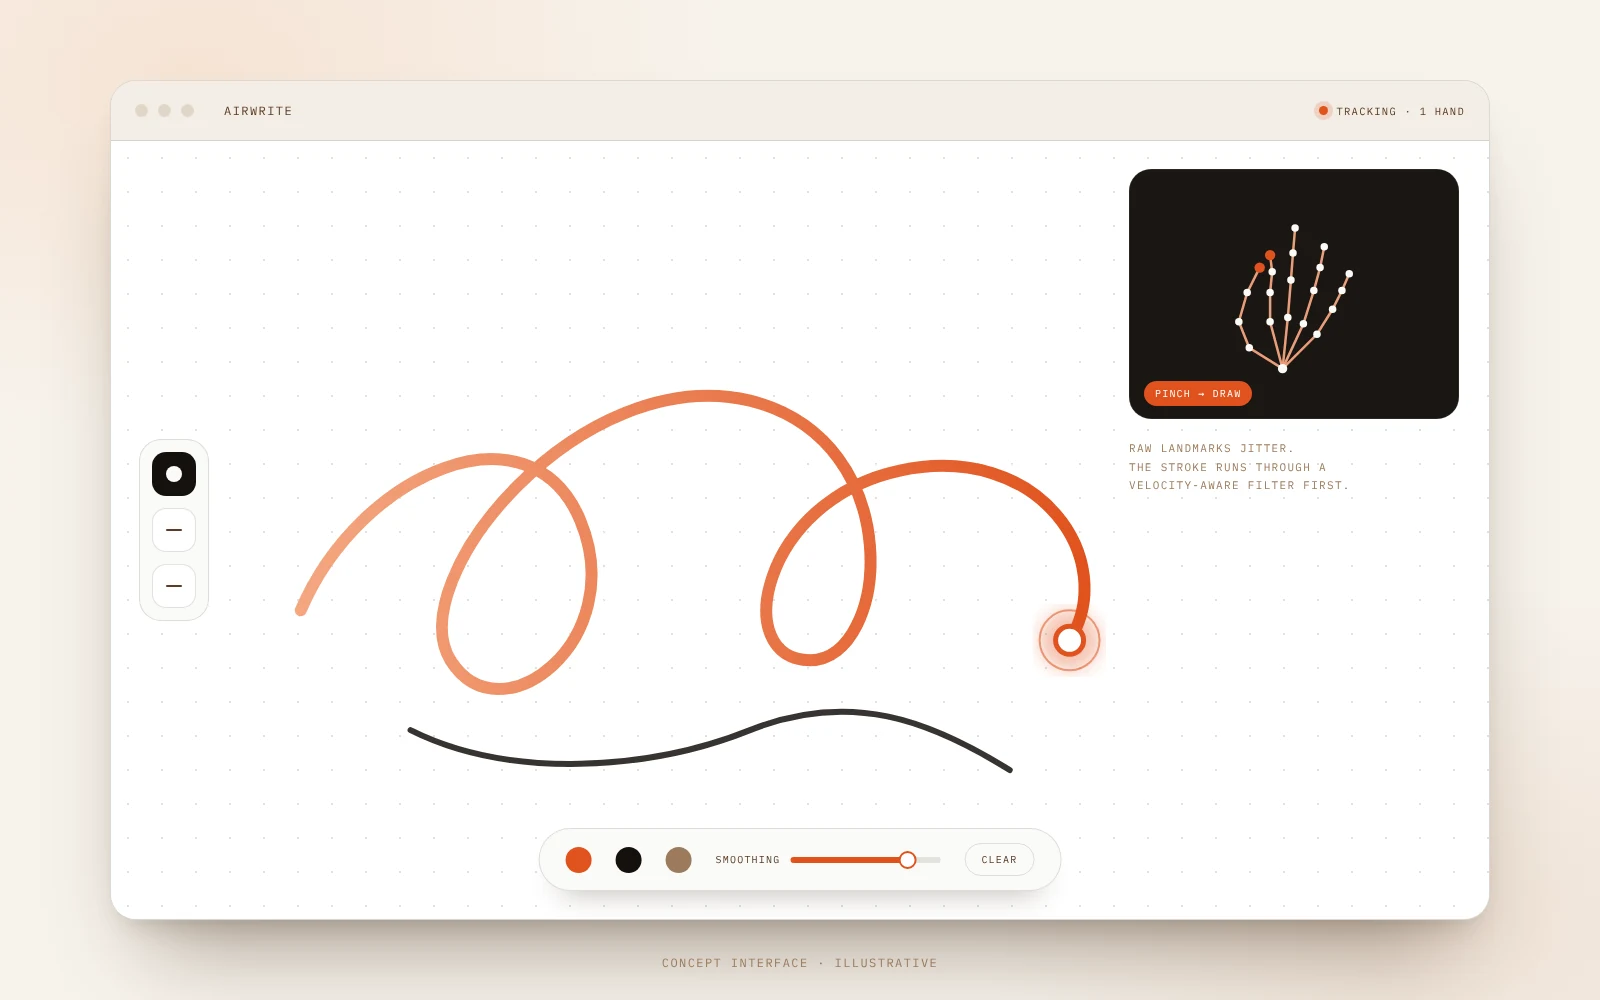 AIRWRITE
TRACKING · 1 HAND
PINCH → DRAW
RAW LANDMARKS JITTER.
THE STROKE RUNS THROUGH A
VELOCITY-AWARE FILTER FIRST.
SMOOTHING
CLEAR
CONCEPT INTERFACE · ILLUSTRATIVE